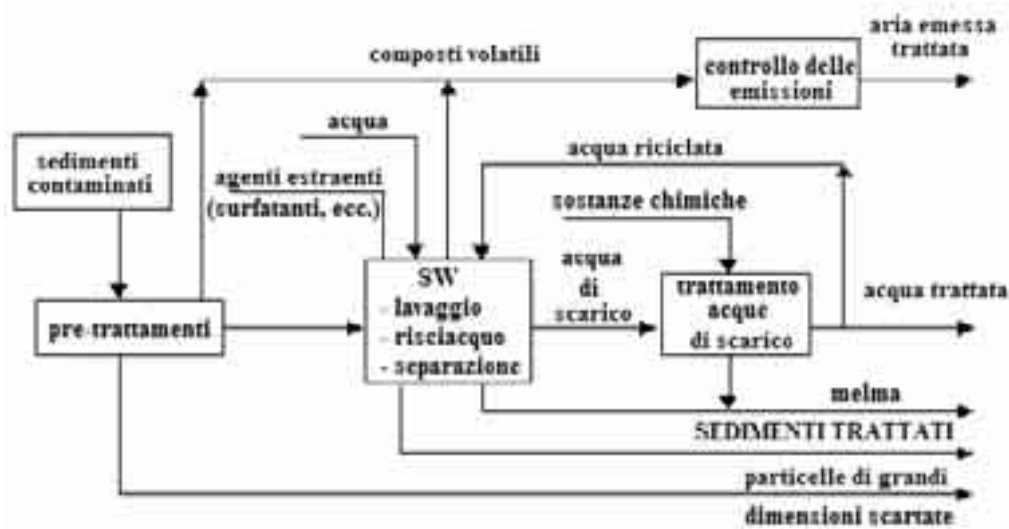 aria emessa
trattata
composti volatili
controllo delle
emissioni
acqua
sedimenti
contaminati
acqua riciclata
agenti estraenti
(surfatanti, ecc.)
sostanze chimiche
SW
- lavaggio
- risciacquo
- separazione
acqua
di
scarico
trattamento
acque
di scarico
acqua trattata
pre-trattamenti
melma
SEDIMENTI TRATTATI
particelle di grandi
dimensioni scartate